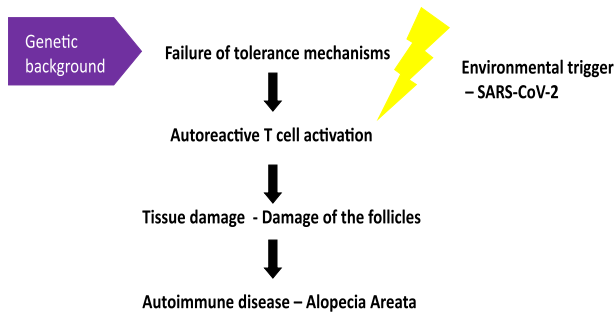 Genetic
background
Failure of tolerance mechanisms
Environmental trigger
– SARS-CoV-2
Autoreactive T cell activation
Tissue damage - Damage of the follicles
Autoimmune disease – Alopecia Areata